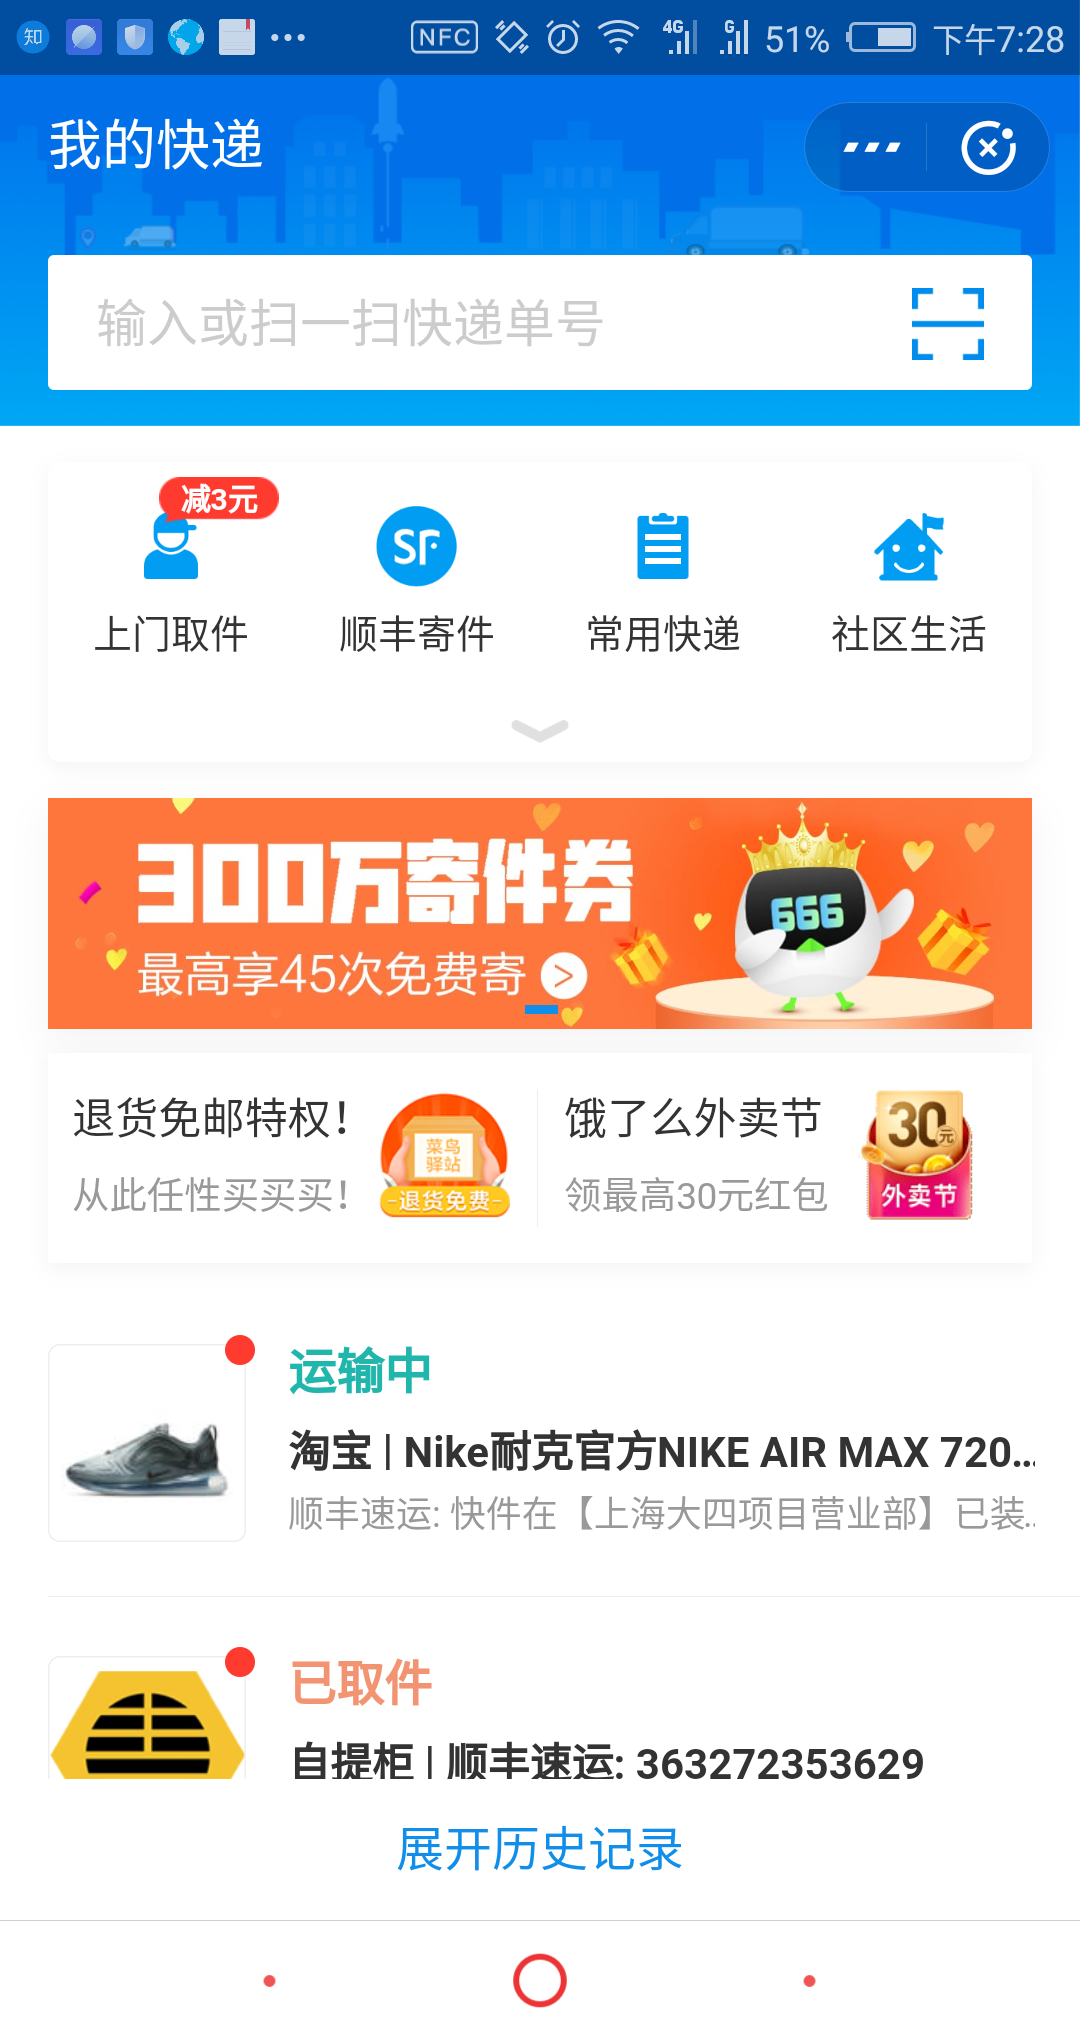 知 NFC 4G G 51% 下午7:28
我的快递
输入或扫一扫快递单号
减3元
SF
上门取件 顺丰寄件 常用快递 社区生活
300万寄件券
666
最高享45次免费寄 >
退货免邮特权！ 饿了么外卖节
从此任性买买买！ 领最高30元红包
菜鸟
驿站
-退货免费-
30元
外卖节
运输中
淘宝 | Nike耐克官方NIKE AIR MAX 720...
顺丰速运: 快件在【上海大四项目营业部】已装..
已取件
自提柜 | 顺丰速运: 363272353629
展开历史记录